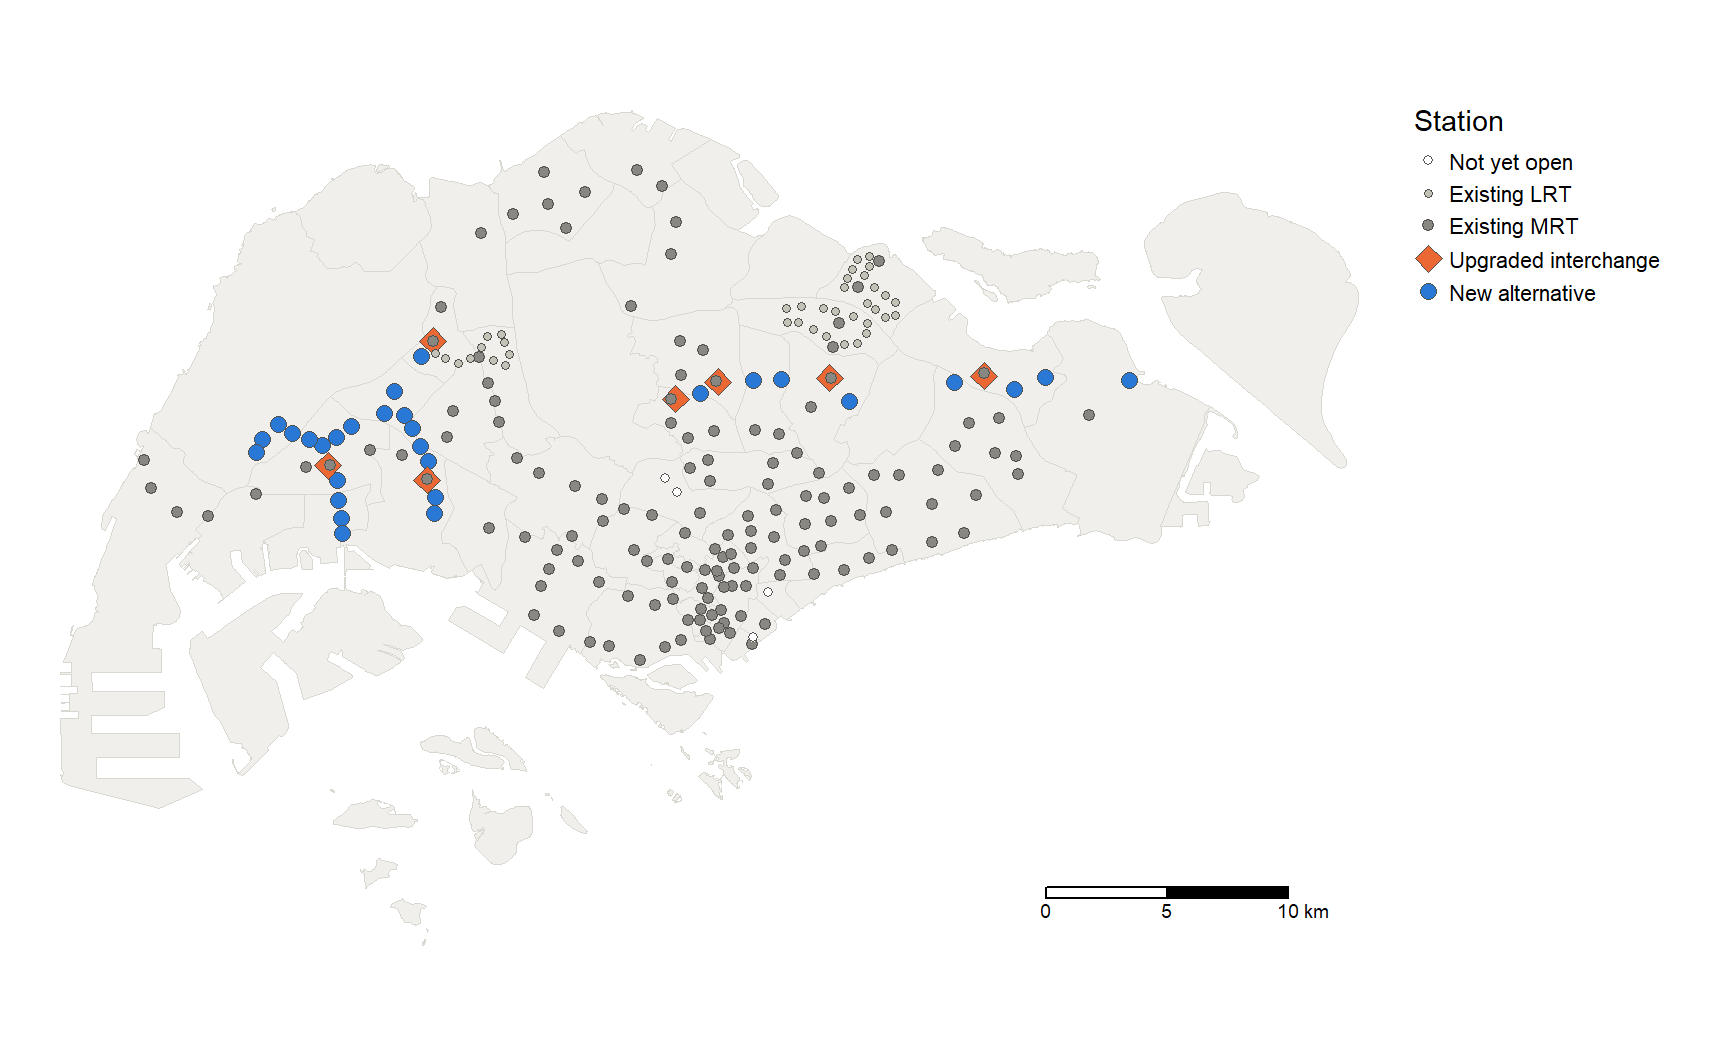 Station
Not yet open
Existing LRT
Existing MRT
Upgraded interchange
New alternative
0 5 10 km